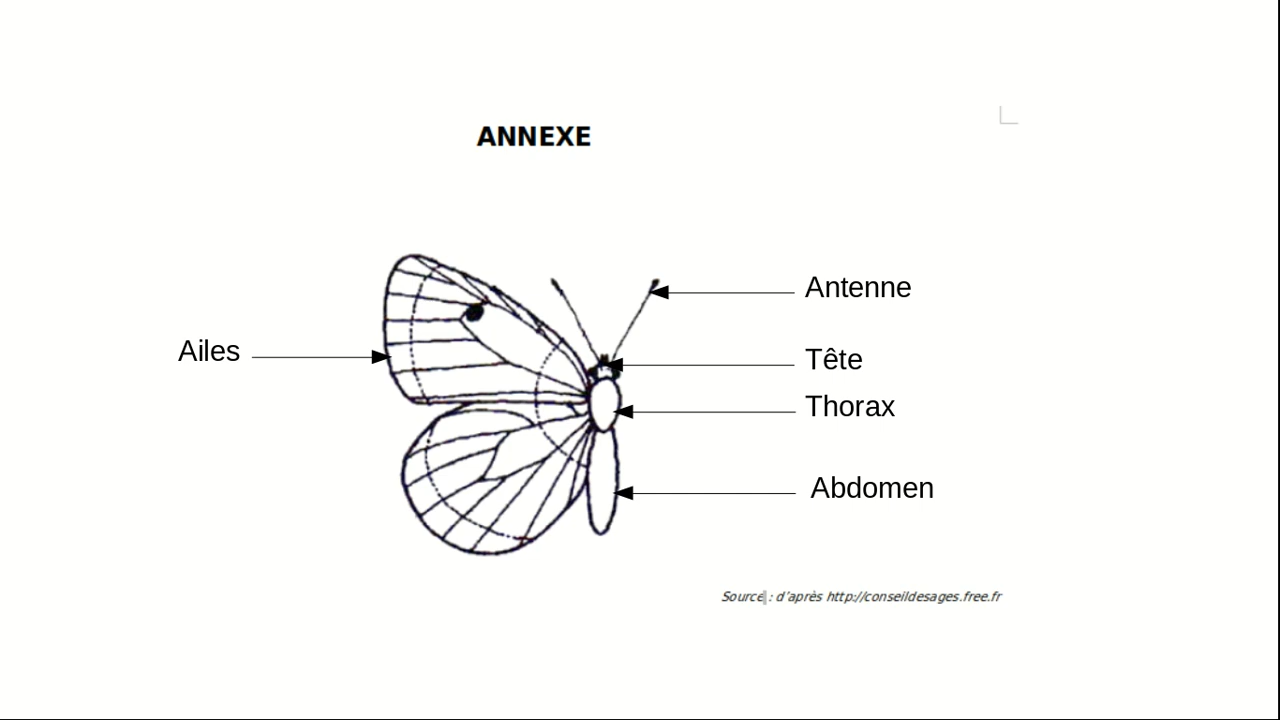 ANNEXE
Antenne
Ailes
Tête
Thorax
Abdomen
Source : d'après http://conseildesages.free.fr